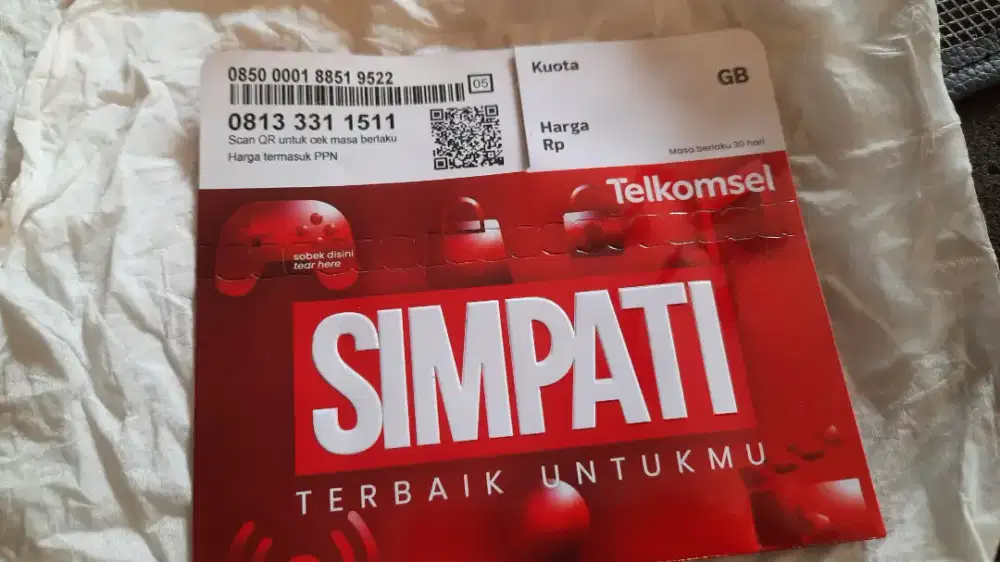 0850 0001 8851 9522
05
0813 331 1511
Scan QR untuk cek masa berlaku
Harga termasuk PPN
Kuota
GB
Harga
Rp
Masa berlaku 30 hari
Telkomsel
sobek disini
tear here
SIMPATI
TERBAIK UNTUKMU